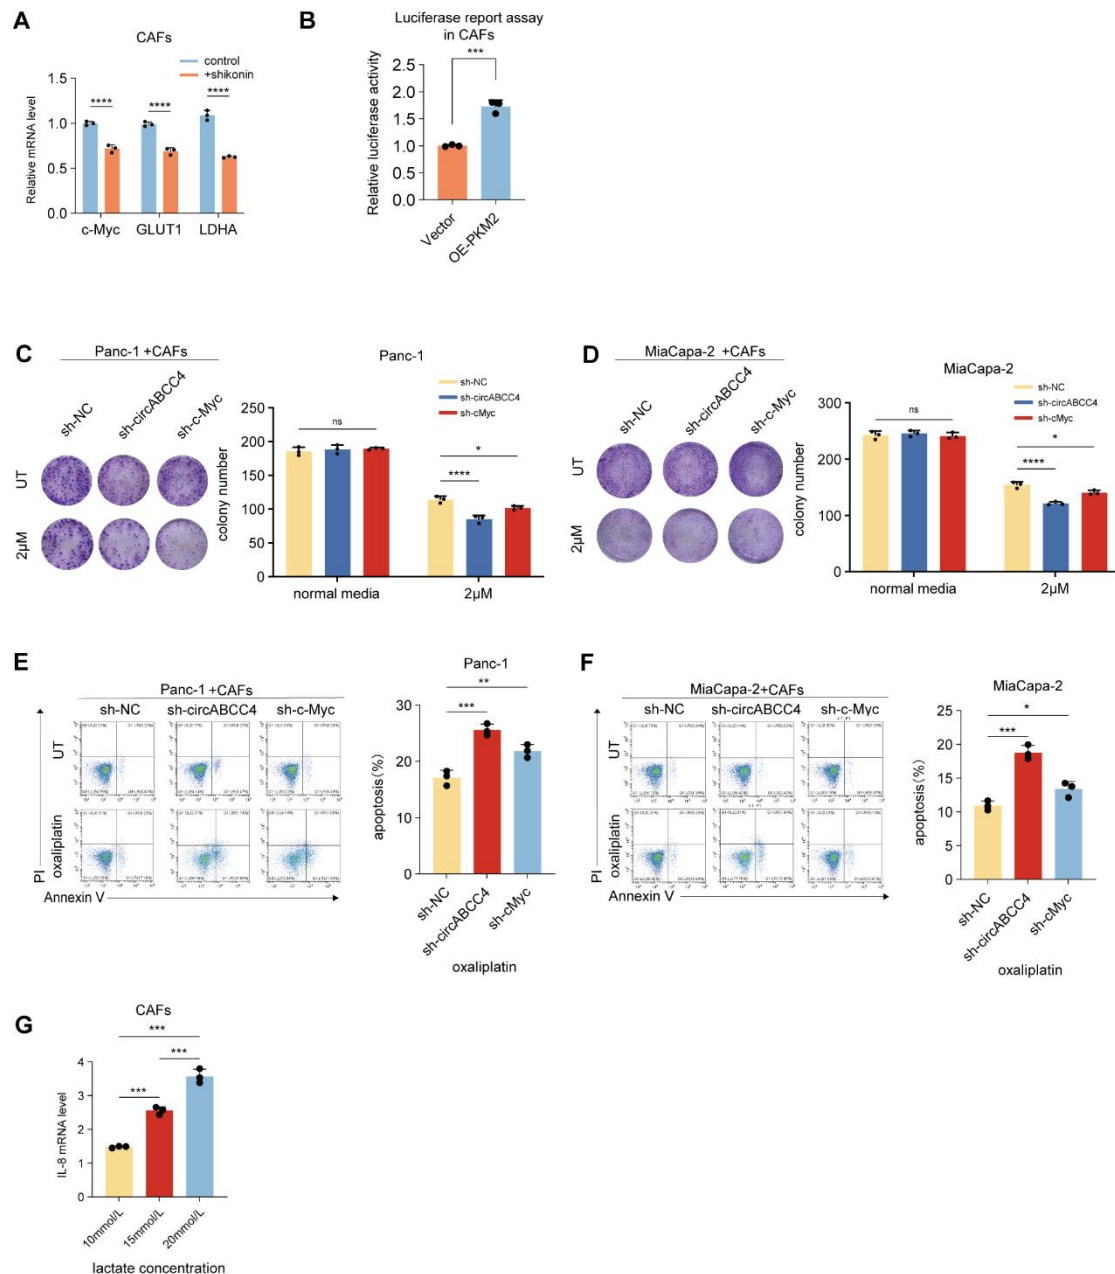 A
CAFs
control
+shikonin
Relative mRNA level
1.5
1.0
0.5
0.0
****
****
****
c-Myc
GLUT1
LDHA
B
Luciferase report assay
in CAFs
***
Relative luciferase activity
2.5
2.0
1.5
1.0
0.5
0.0
Vector
OE-PKM2
C
Panc-1 +CAFs
sh-NC
sh-circABCC4
sh-c-Myc
UT
2μM
Panc-1
sh-NC
sh-circABCC4
sh-cMyc
colony number
250
200
150
100
50
0
ns
****
*
normal media
2μM
D
MiaCapa-2 +CAFs
sh-NC
sh-circABCC4
sh-c-Myc
UT
2μM
MiaCapa-2
sh-NC
sh-circABCC4
sh-cMyc
colony number
300
200
100
0
ns
****
*
normal media
2μM
E
Panc-1 +CAFs
sh-NC
sh-circABCC4
sh-c-Myc
UT
oxaliplatin
PI
Annexin V
Panc-1
apoptosis(%)
30
20
10
0
**
***
sh-NC
sh-circABCC4
sh-cMyc
oxaliplatin
F
MiaCapa-2+CAFs
sh-NC
sh-circABCC4
sh-c-Myc
UT
oxaliplatin
PI
Annexin V
MiaCapa-2
apoptosis(%)
25
20
15
10
5
0
*
***
sh-NC
sh-circABCC4
sh-cMyc
oxaliplatin
G
CAFs
IL-8 mRNA level
4
3
2
1
0
***
***
***
10mmol/L
15mmol/L
20mmol/L
lactate concentration